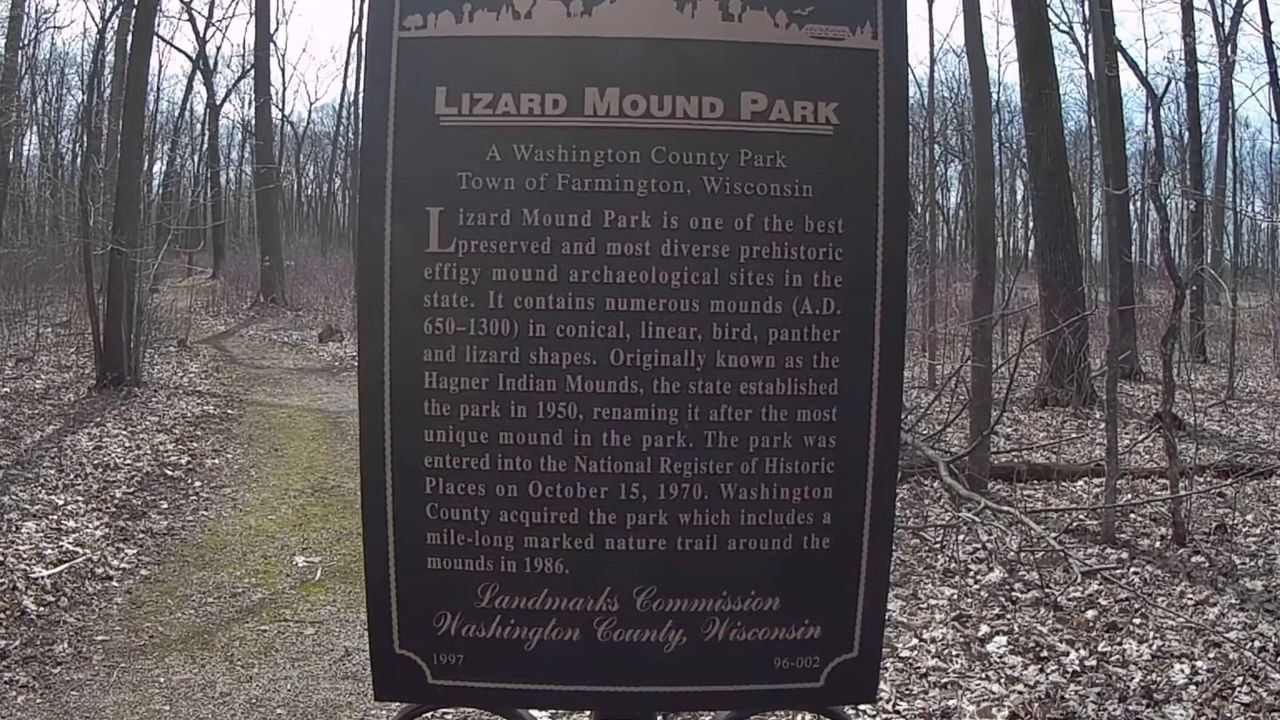 LIZARD MOUND PARK
A Washington County Park
Town of Farmington, Wisconsin
Lizard Mound Park is one of the best
preserved and most diverse prehistoric
effigy mound archaeological sites in the
state. It contains numerous mounds (A.D.
650–1300) in conical, linear, bird, panther
and lizard shapes. Originally known as the
Hagner Indian Mounds, the state established
the park in 1950, renaming it after the most
unique mound in the park. The park was
entered into the National Register of Historic
Places on October 15, 1970. Washington
County acquired the park which includes a
mile-long marked nature trail around the
mounds in 1986.
Landmarks Commission
Washington County, Wisconsin
1997 96-002